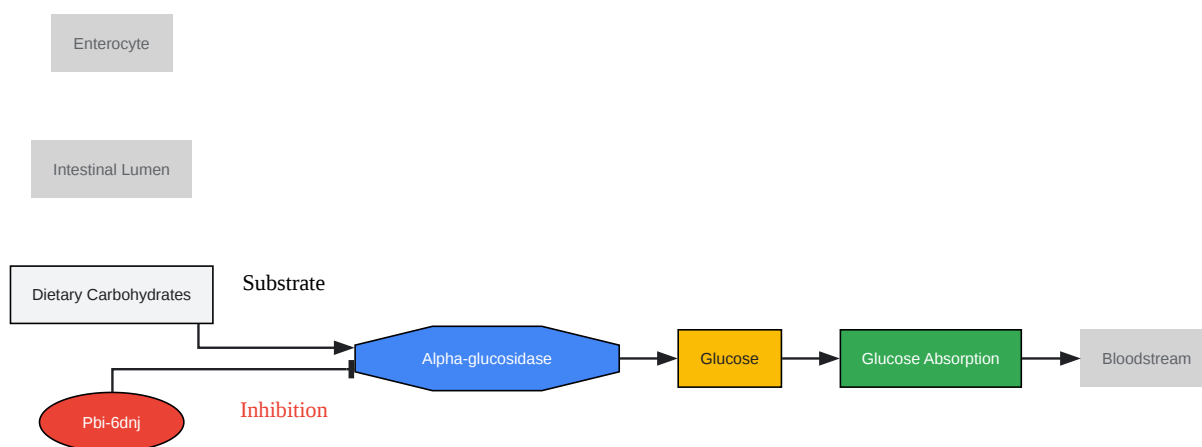 Enterocyte
Intestinal Lumen
Dietary Carbohydrates
Substrate
Alpha-glucosidase
Glucose
Glucose Absorption
Bloodstream
Inhibition
Pbi-6dnj